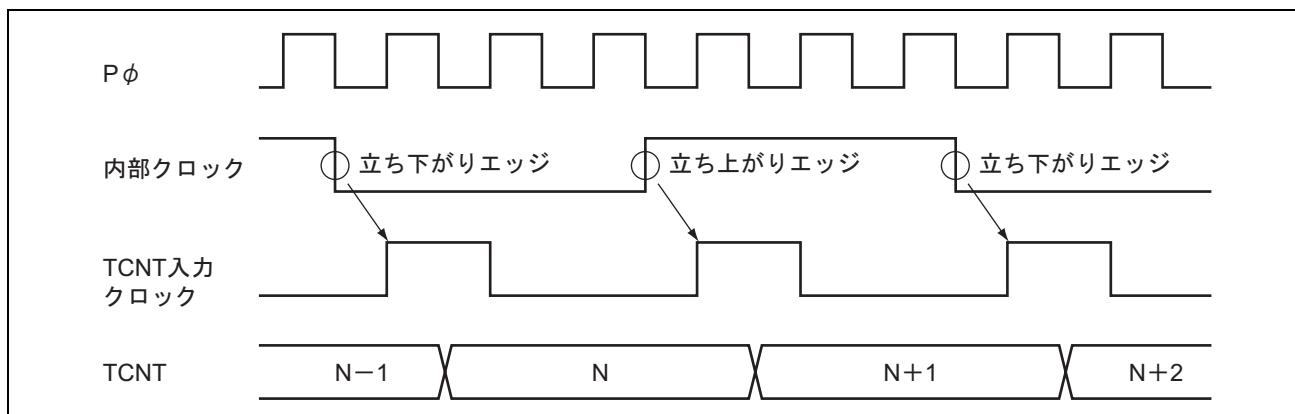 Pφ
内部クロック
立ち下がりエッジ
立ち上がりエッジ
立ち下がりエッジ
TCNT入力
クロック
TCNT
N－1
N
N＋1
N＋2